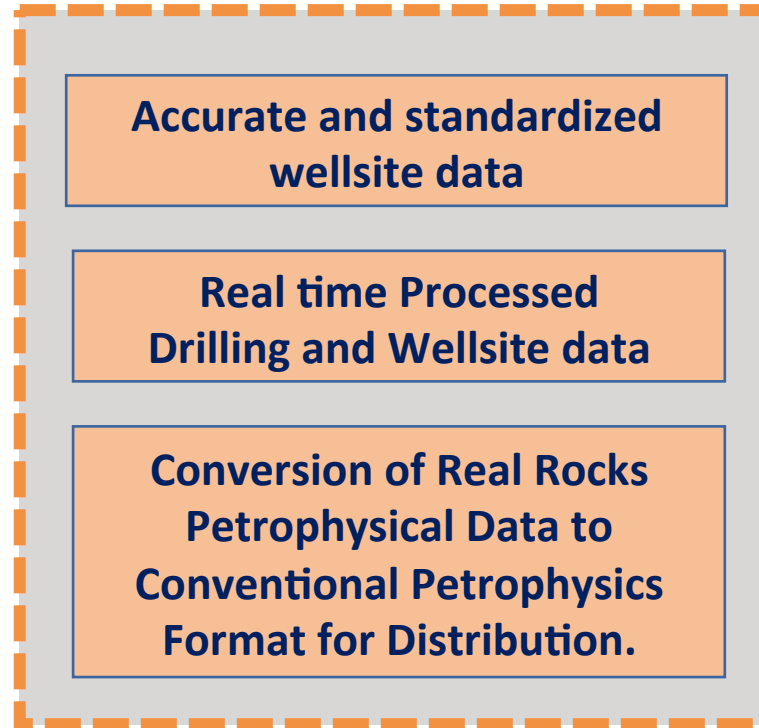 Accurate and standardized
wellsite data
Real time Processed
Drilling and Wellsite data
Conversion of Real Rocks
Petrophysical Data to
Conventional Petrophysics
Format for Distribution.